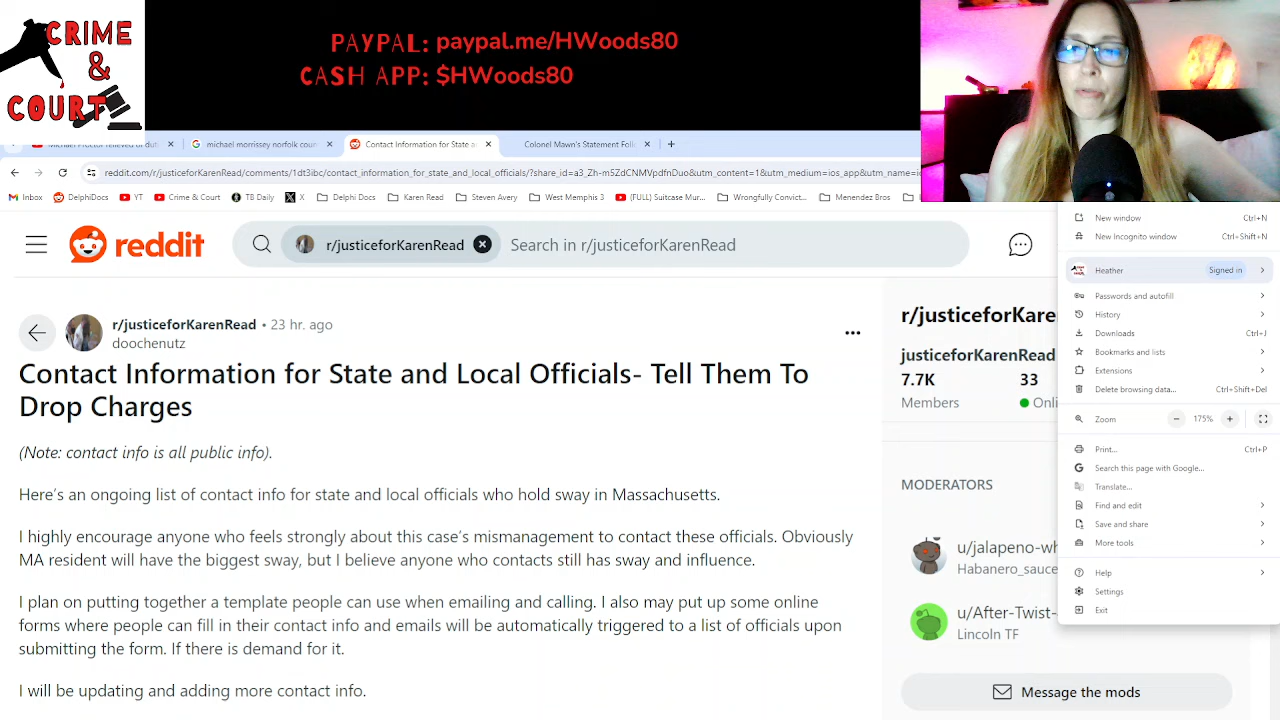 CRIME
&
COURT
PAYPAL: paypal.me/HWoods80
CASH APP: $HWoods80
michael morrissey norfolk coun
Contact Information for State a
Colonel Mawn's Statement Foll
reddit.com/r/justiceforKarenRead/comments/1dt3ibc/contact_information_for_state_and_local_officials/?share_id=a3_Zh-m5ZdCNMVpdfnDuo&utm_content=1&utm_medium=ios_app&utm_name=ie
Inbox
DelphiDocs
YT
Crime & Court
TB Daily
X
Delphi Docs
Karen Read
Steven Avery
West Memphis 3
(FULL) Suitcase Mur...
Wrongfully Convict...
Menendez Bros
reddit
r/justiceforKarenRead
Search in r/justiceforKarenRead
r/justiceforKarenRead • 23 hr. ago
doochenutz
Contact Information for State and Local Officials- Tell Them To
Drop Charges
(Note: contact info is all public info).
Here's an ongoing list of contact info for state and local officials who hold sway in Massachusetts.
I highly encourage anyone who feels strongly about this case's mismanagement to contact these officials. Obviously
MA resident will have the biggest sway, but I believe anyone who contacts still has sway and influence.
I plan on putting together a template people can use when emailing and calling. I also may put up some online
forms where people can fill in their contact info and emails will be automatically triggered to a list of officials upon
submitting the form. If there is demand for it.
I will be updating and adding more contact info.
r/justiceforKare
justiceforKarenRead
7.7K 33
Members Onli
MODERATORS
u/jalapeno-wh
Habanero_sauce
u/After-Twist-
Lincoln TF
Message the mods
New window Ctrl+N
New Incognito window Ctrl+Shift+N
Heather Signed in
Passwords and autofill
History
Downloads Ctrl+J
Bookmarks and lists
Extensions
Delete browsing data... Ctrl+Shift+Del
Zoom − 175% +
Print... Ctrl+P
Search this page with Google...
Translate...
Find and edit
Save and share
More tools
Help
Settings
Exit